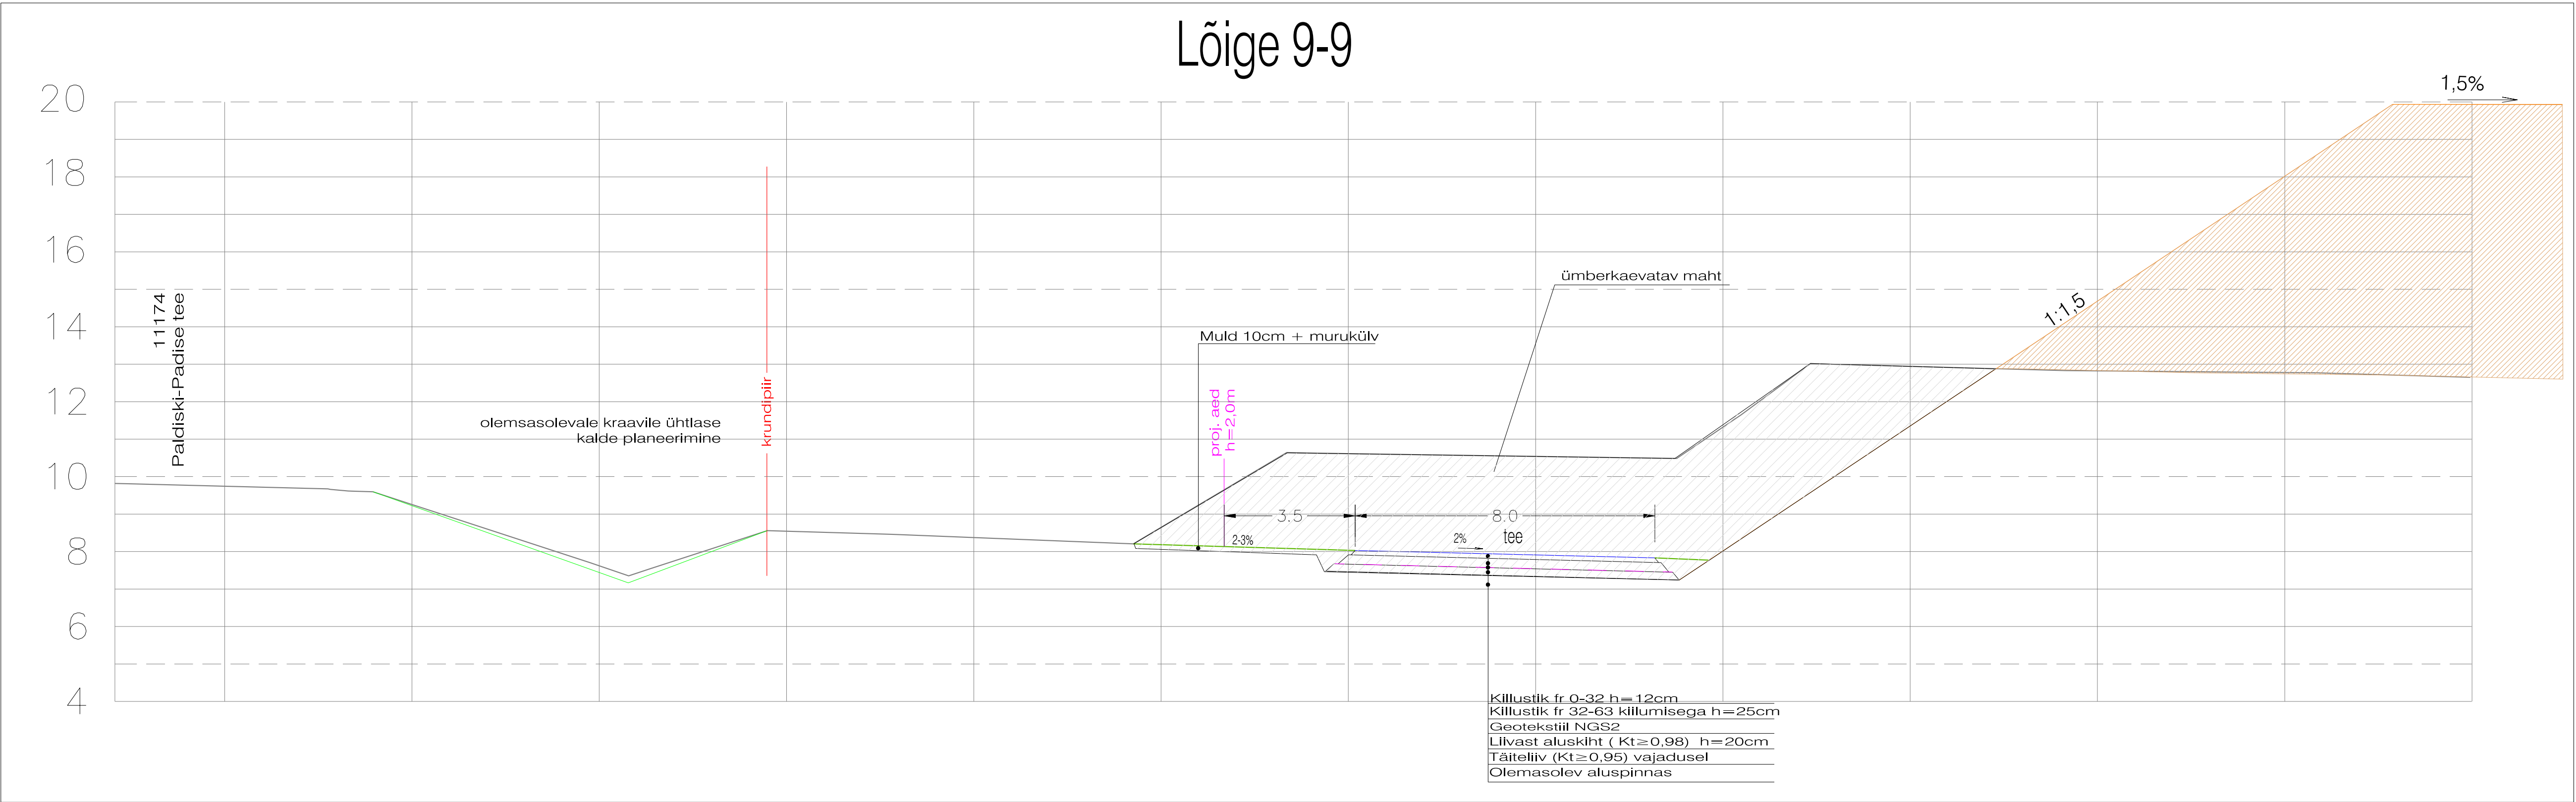 Lõige 9-9
1,5%
20
18
16
14
12
10
8
6
4
11174
Paldiski-Padise tee
olemsasolevale kraavile ühtlase
kalde planeerimine
krundipiir
Muld 10cm + murukülv
proj. aed
h=2,0m
ümberkaevatav maht
1:1,5
3.5
8.0
2-3%
2%
tee
Killustik fr 0-32 h=12cm
Killustik fr 32-63 kiilumisega h=25cm
Geotekstiil NGS2
Liivast aluskiht ( Kt≥0,98) h=20cm
Täiteliiv (Kt≥0,95) vajadusel
Olemasolev aluspinnas